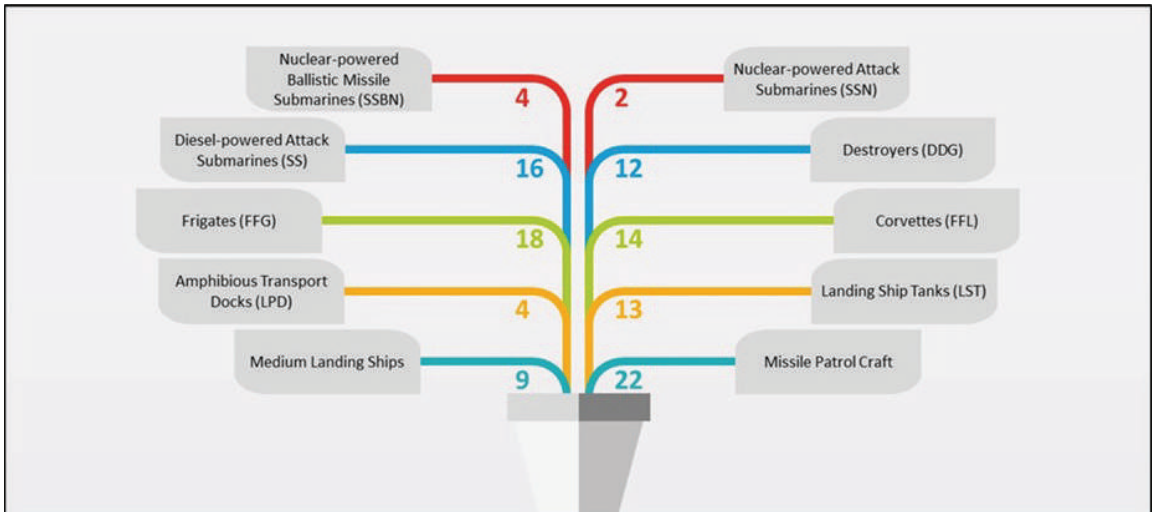 Nuclear-powered
Ballistic Missile
Submarines (SSBN)
4
2
Nuclear-powered Attack
Submarines (SSN)
Diesel-powered Attack
Submarines (SS)
16
12
Destroyers (DDG)
Frigates (FFG)
18
14
Corvettes (FFL)
Amphibious Transport
Docks (LPD)
4
13
Landing Ship Tanks (LST)
Medium Landing Ships
9
22
Missile Patrol Craft